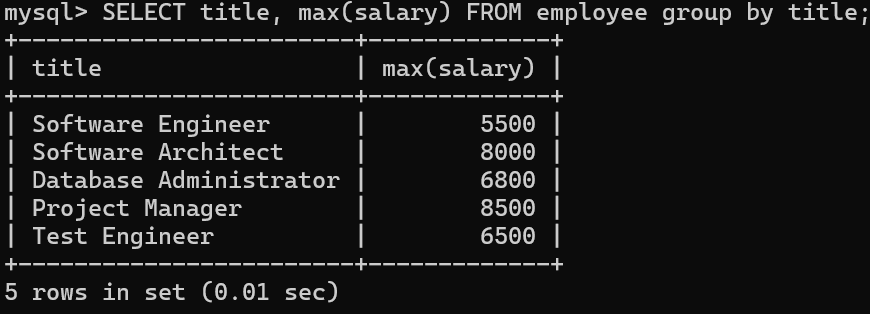 mysql> SELECT title, max(salary) FROM employee group by title;
+------------------------+-------------+
| title                  | max(salary) |
+------------------------+-------------+
| Software Engineer      |        5500 |
| Software Architect     |        8000 |
| Database Administrator |        6800 |
| Project Manager        |        8500 |
| Test Engineer          |        6500 |
+------------------------+-------------+
5 rows in set (0.01 sec)